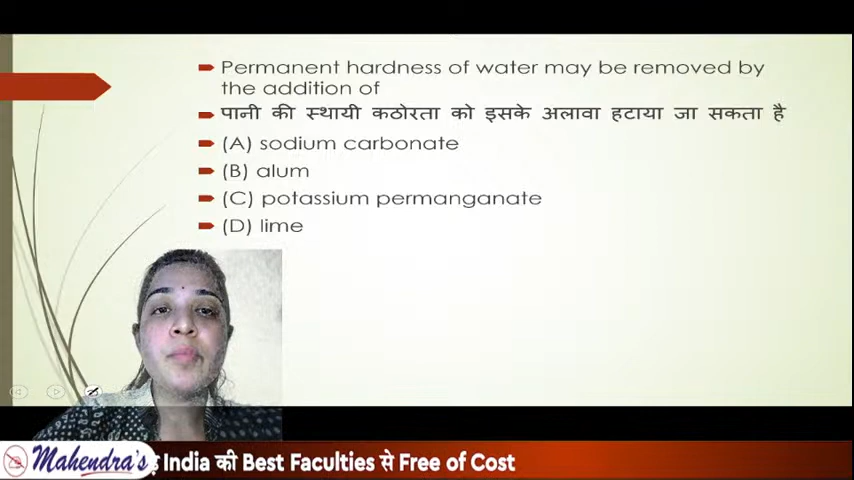 Permanent hardness of water may be removed by
the addition of
पानी की स्थायी कठोरता को इसके अलावा हटाया जा सकता है
(A) sodium carbonate
(B) alum
(C) potassium permanganate
(D) lime
Mahendra's India की Best Faculties से Free of Cost